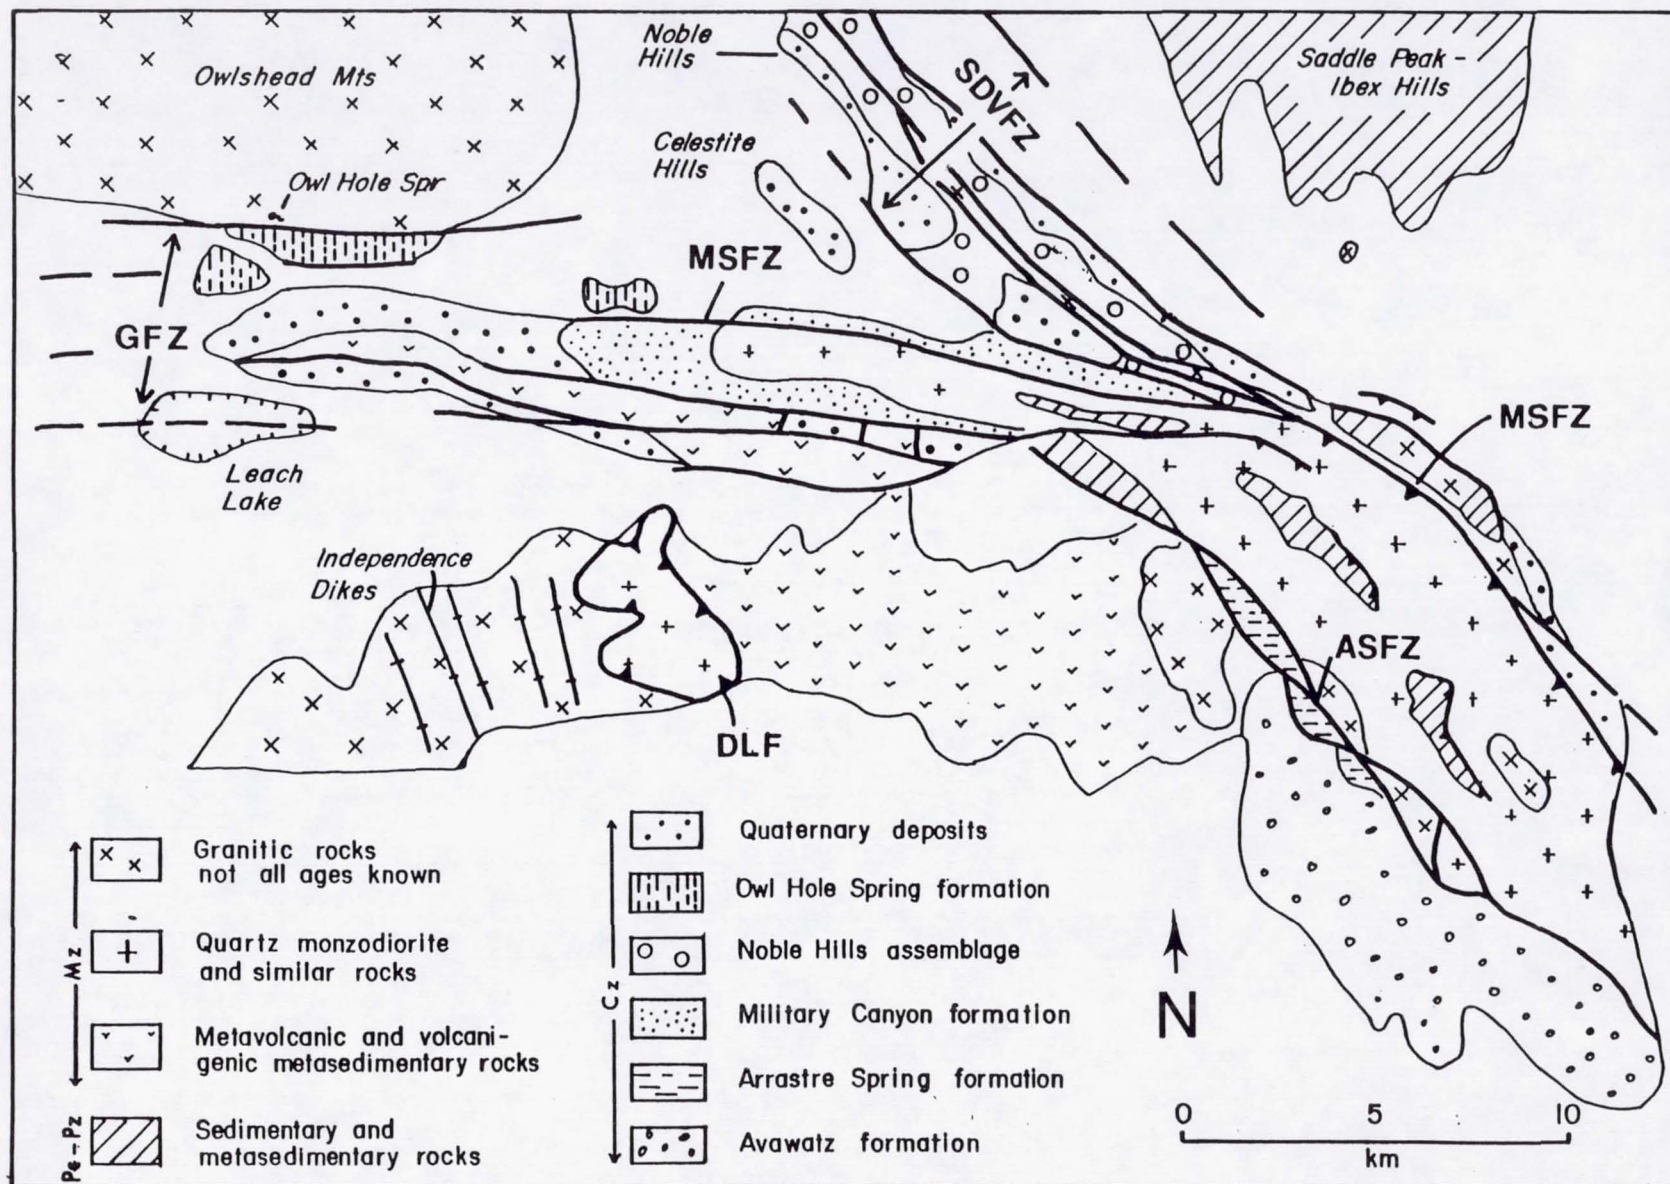 Noble
Hills
Owlshead Mts
SDVFZ
Saddle Peak -
Ibex Hills
Celestite
Hills
Owl Hole Spr
MSFZ
GFZ
MSFZ
Leach
Lake
Independence
Dikes
ASFZ
DLF
Mz
Granitic rocks
not all ages known
Quartz monzodiorite
and similar rocks
Metavolcanic and volcani-
genic metasedimentary rocks
Pє-Pz
Sedimentary and
metasedimentary rocks
Cz
Quaternary deposits
Owl Hole Spring formation
Noble Hills assemblage
Military Canyon formation
Arrastre Spring formation
Avawatz formation
N
0 5 10
km